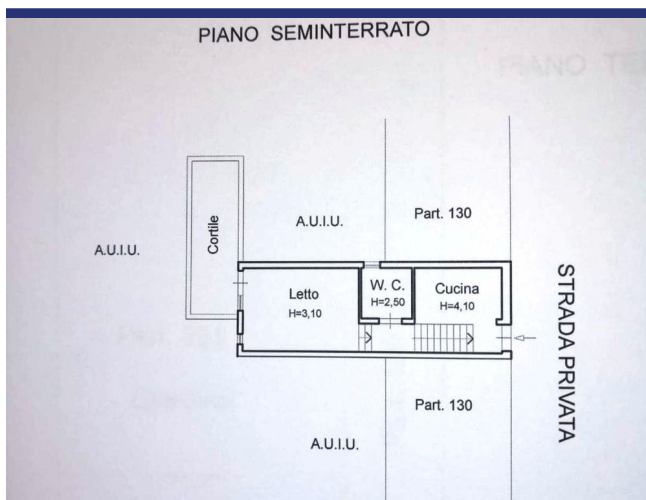 PIANO SEMINTERRATO
PIANO TE
Cortile
A.U.I.U.
Part. 130
A.U.I.U.
Letto
H=3,10
W. C.
H=2,50
Cucina
H=4,10
STRADA PRIVATA
Part. 130
A.U.I.U.